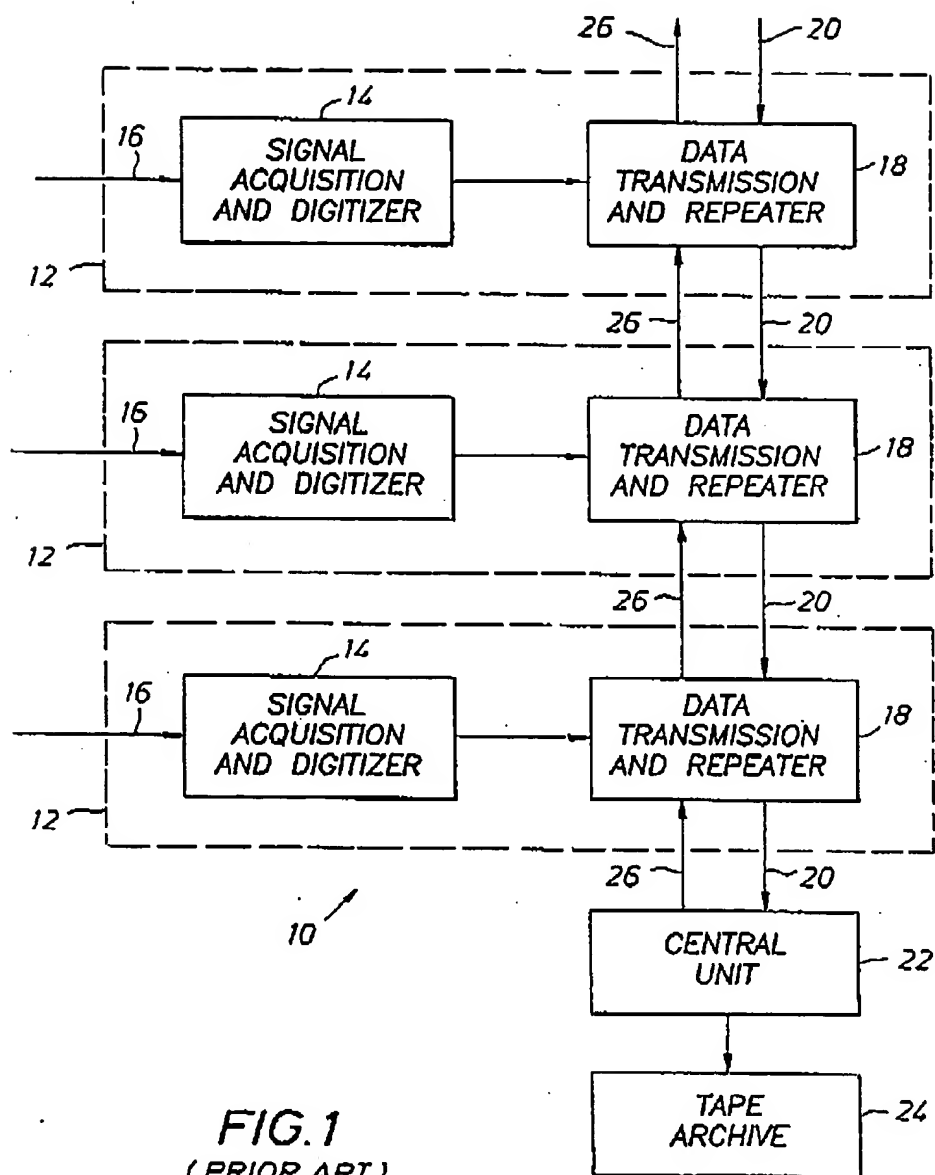 26
20
14
16
SIGNAL
ACQUISITION
AND DIGITIZER
DATA
TRANSMISSION
AND REPEATER
18
12
26
20
14
16
SIGNAL
ACQUISITION
AND DIGITIZER
DATA
TRANSMISSION
AND REPEATER
18
12
26
20
14
16
SIGNAL
ACQUISITION
AND DIGITIZER
DATA
TRANSMISSION
AND REPEATER
18
12
26
20
10
CENTRAL
UNIT
22
TAPE
ARCHIVE
24
FIG.1
(PRIOR ART)